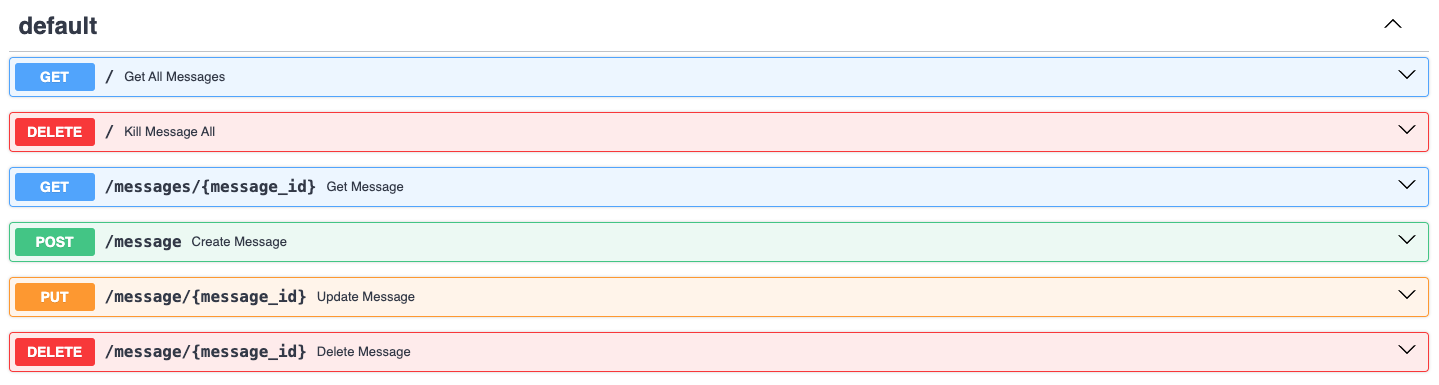 default
GET / Get All Messages
DELETE / Kill Message All
GET /messages/{message_id} Get Message
POST /message Create Message
PUT /message/{message_id} Update Message
DELETE /message/{message_id} Delete Message